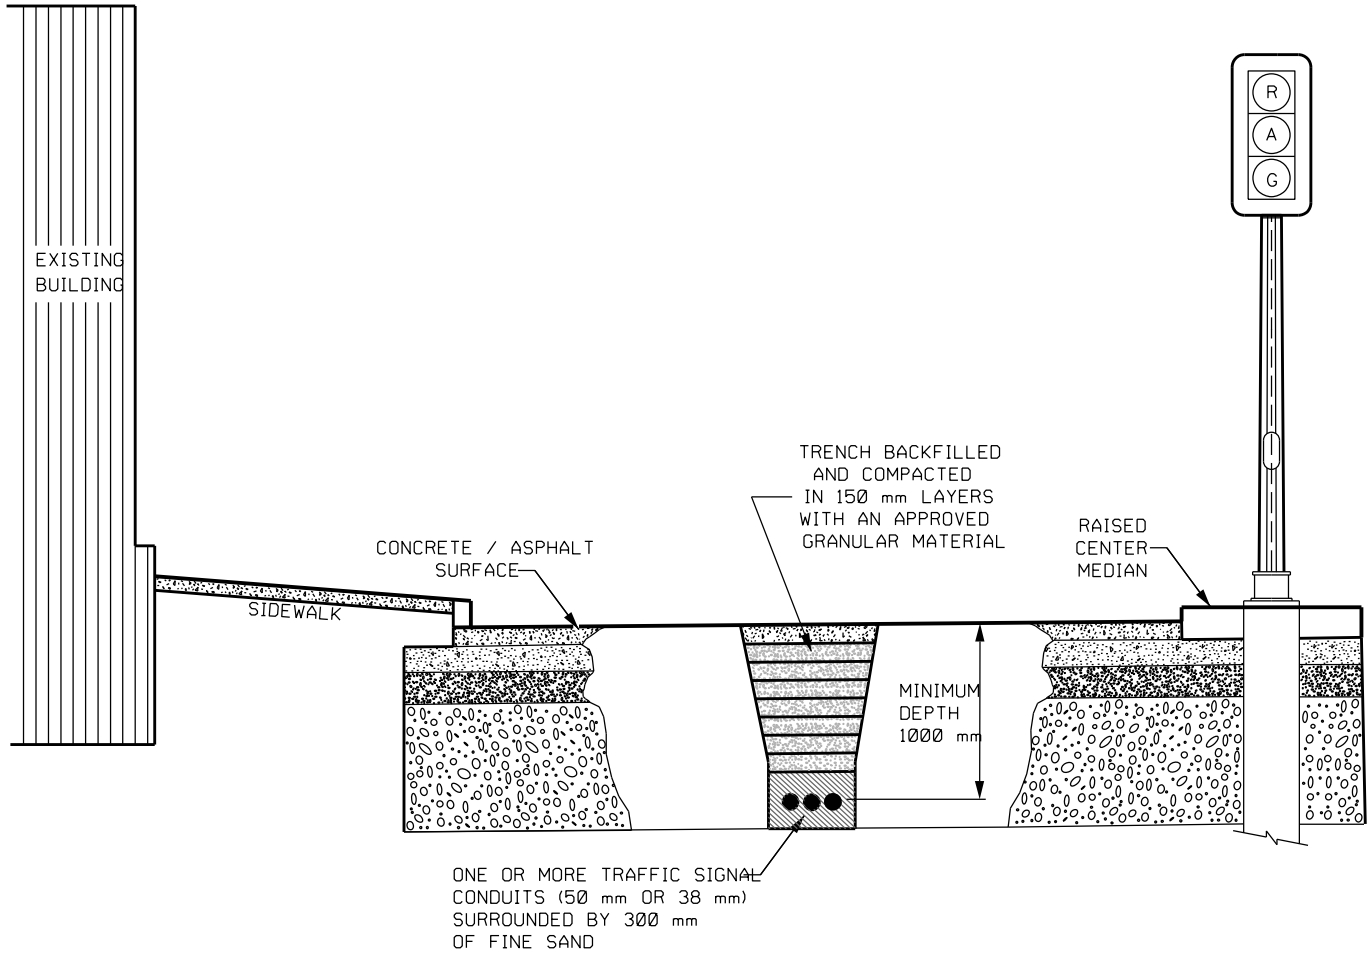 R
A
G
EXISTING
BUILDING
TRENCH BACKFILLED
AND COMPACTED
IN 150 mm LAYERS
WITH AN APPROVED
GRANULAR MATERIAL
RAISED
CENTER
MEDIAN
CONCRETE / ASPHALT
SURFACE
SIDEWALK
MINIMUM
DEPTH
1000 mm
ONE OR MORE TRAFFIC SIGNAL
CONDUITS (50 mm OR 38 mm)
SURROUNDED BY 300 mm
OF FINE SAND